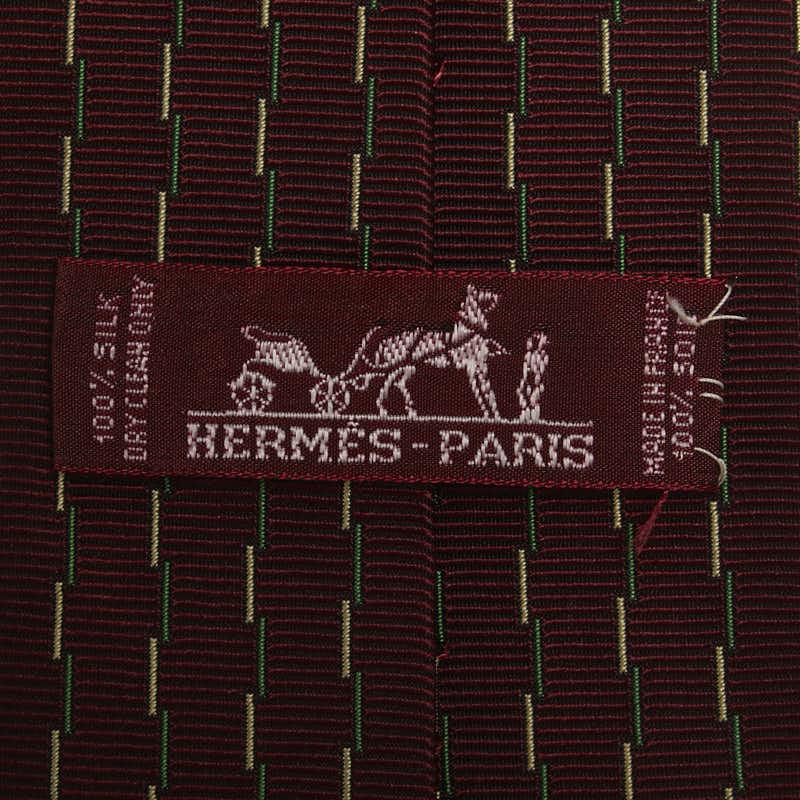 100% SILK
DRY CLEAN ONLY
HERMÈS-PARIS
MADE IN FRANCE
100% SOIE